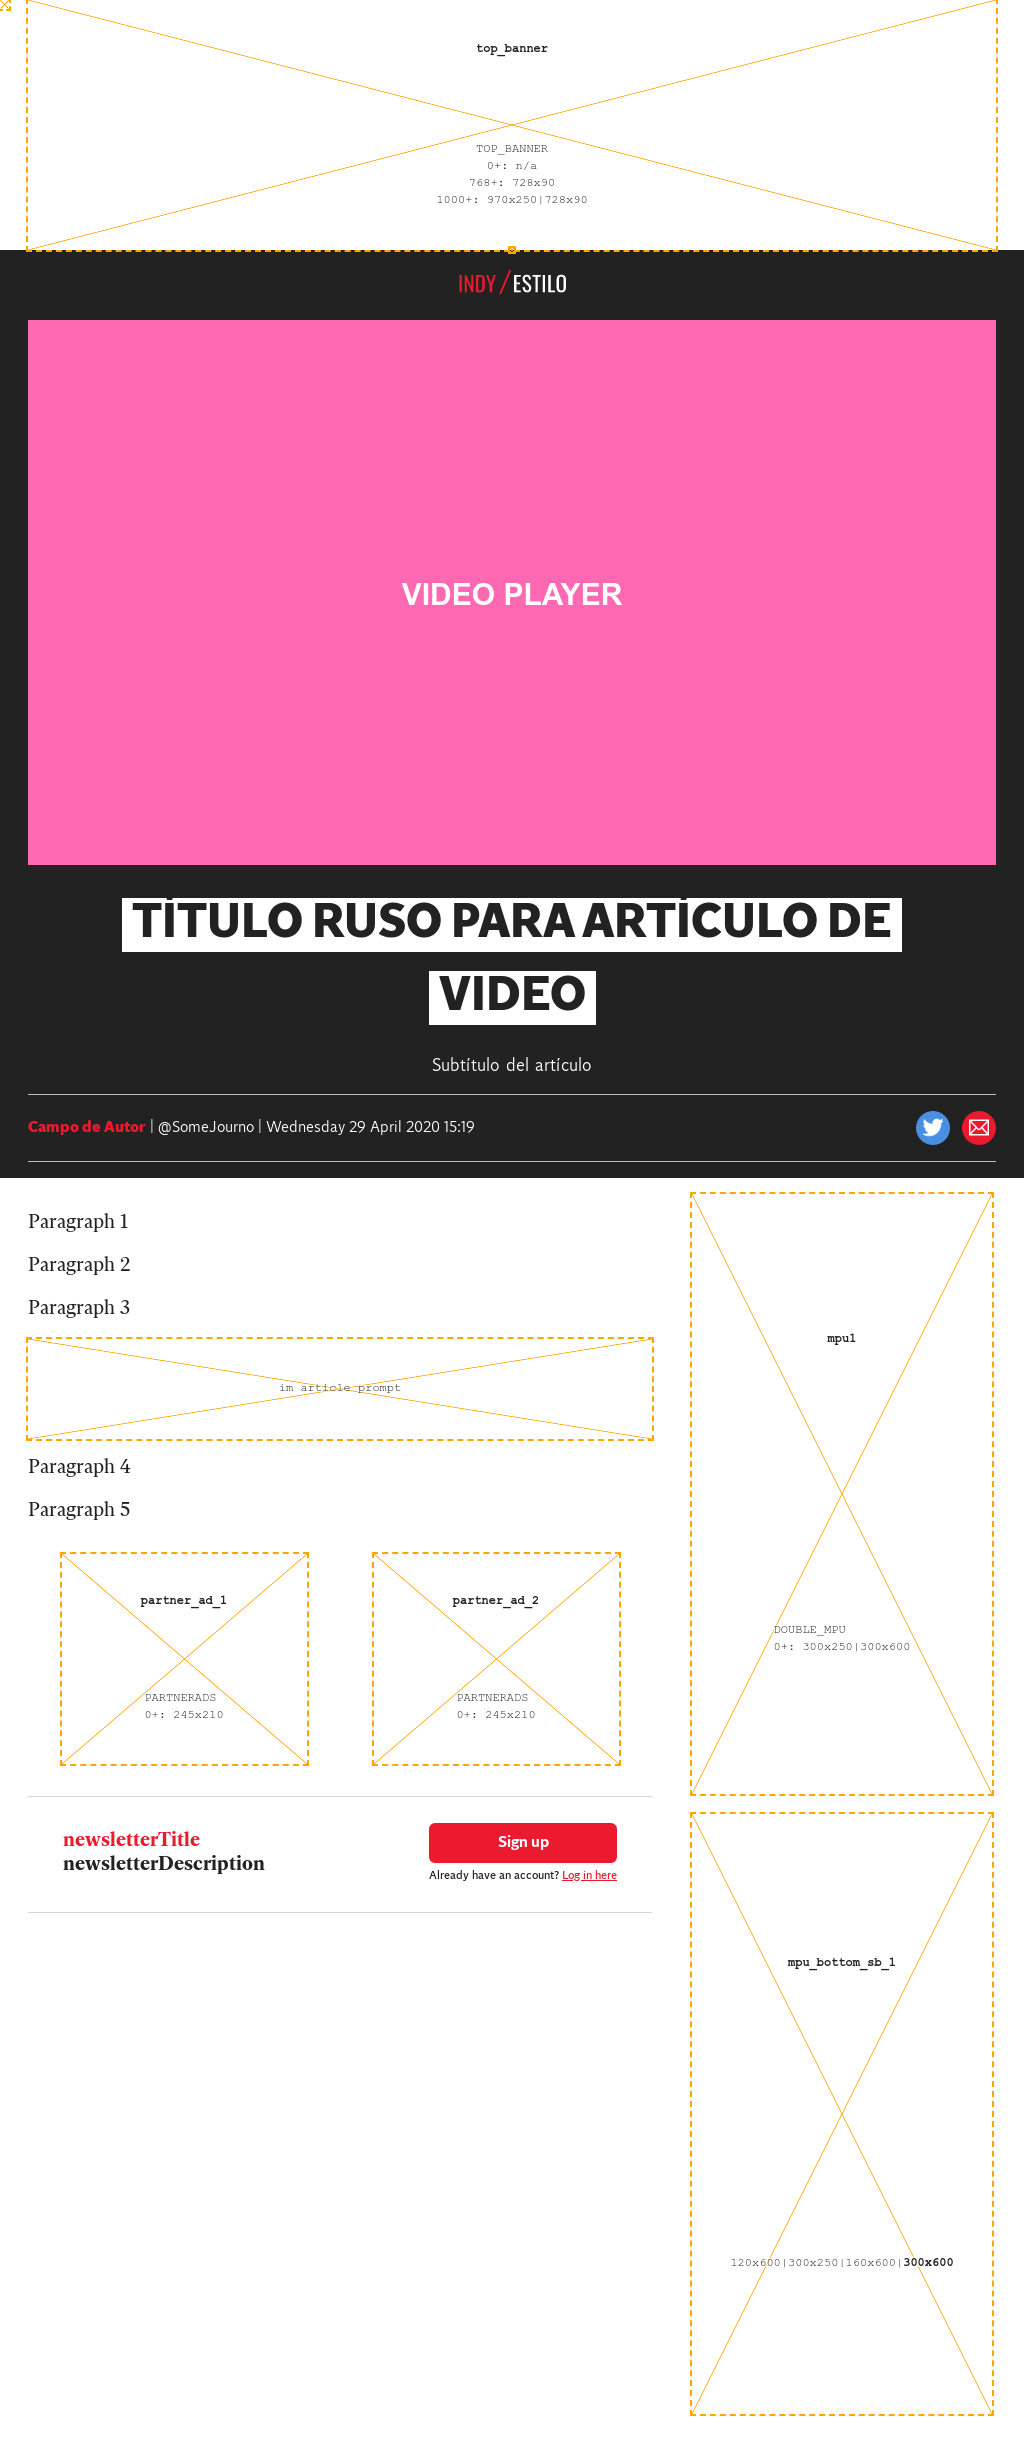 top_banner
TOP_BANNER
0+: n/a
768+: 728x90
1000+: 970x250|728x90
INDY/ESTILO
VIDEO PLAYER
TÍTULO RUSO PARA ARTÍCULO DE
VIDEO
Subtítulo del artículo
Campo de Autor | @SomeJourno | Wednesday 29 April 2020 15:19
Paragraph 1
Paragraph 2
Paragraph 3
im article prompt
Paragraph 4
Paragraph 5
partner_ad_1
PARTNERADS
0+: 245x210
partner_ad_2
PARTNERADS
0+: 245x210
newsletterTitle
newsletterDescription
Sign up
Already have an account? Log in here
mpu1
DOUBLE_MPU
0+: 300x250|300x600
mpu_bottom_sb_1
120x600|300x250|160x600|300x600